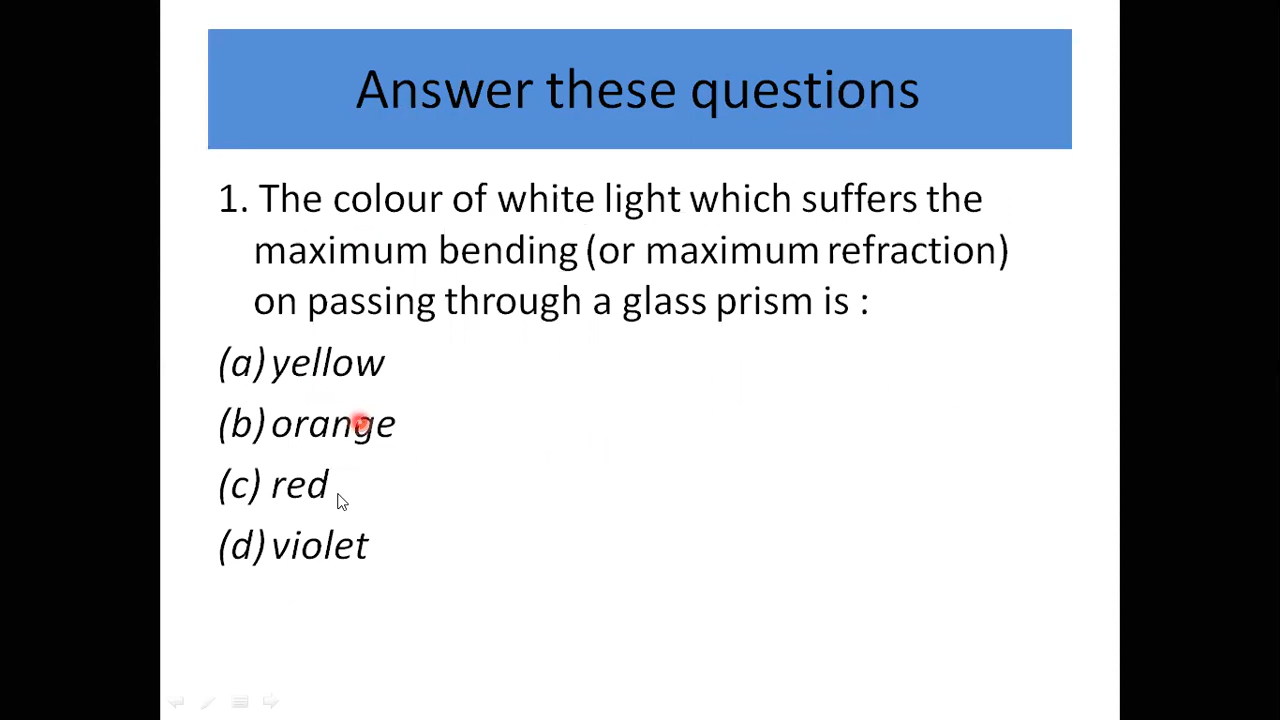 Answer these questions
1. The colour of white light which suffers the
maximum bending (or maximum refraction)
on passing through a glass prism is :
(a) yellow
(b) orange
(c) red
(d) violet